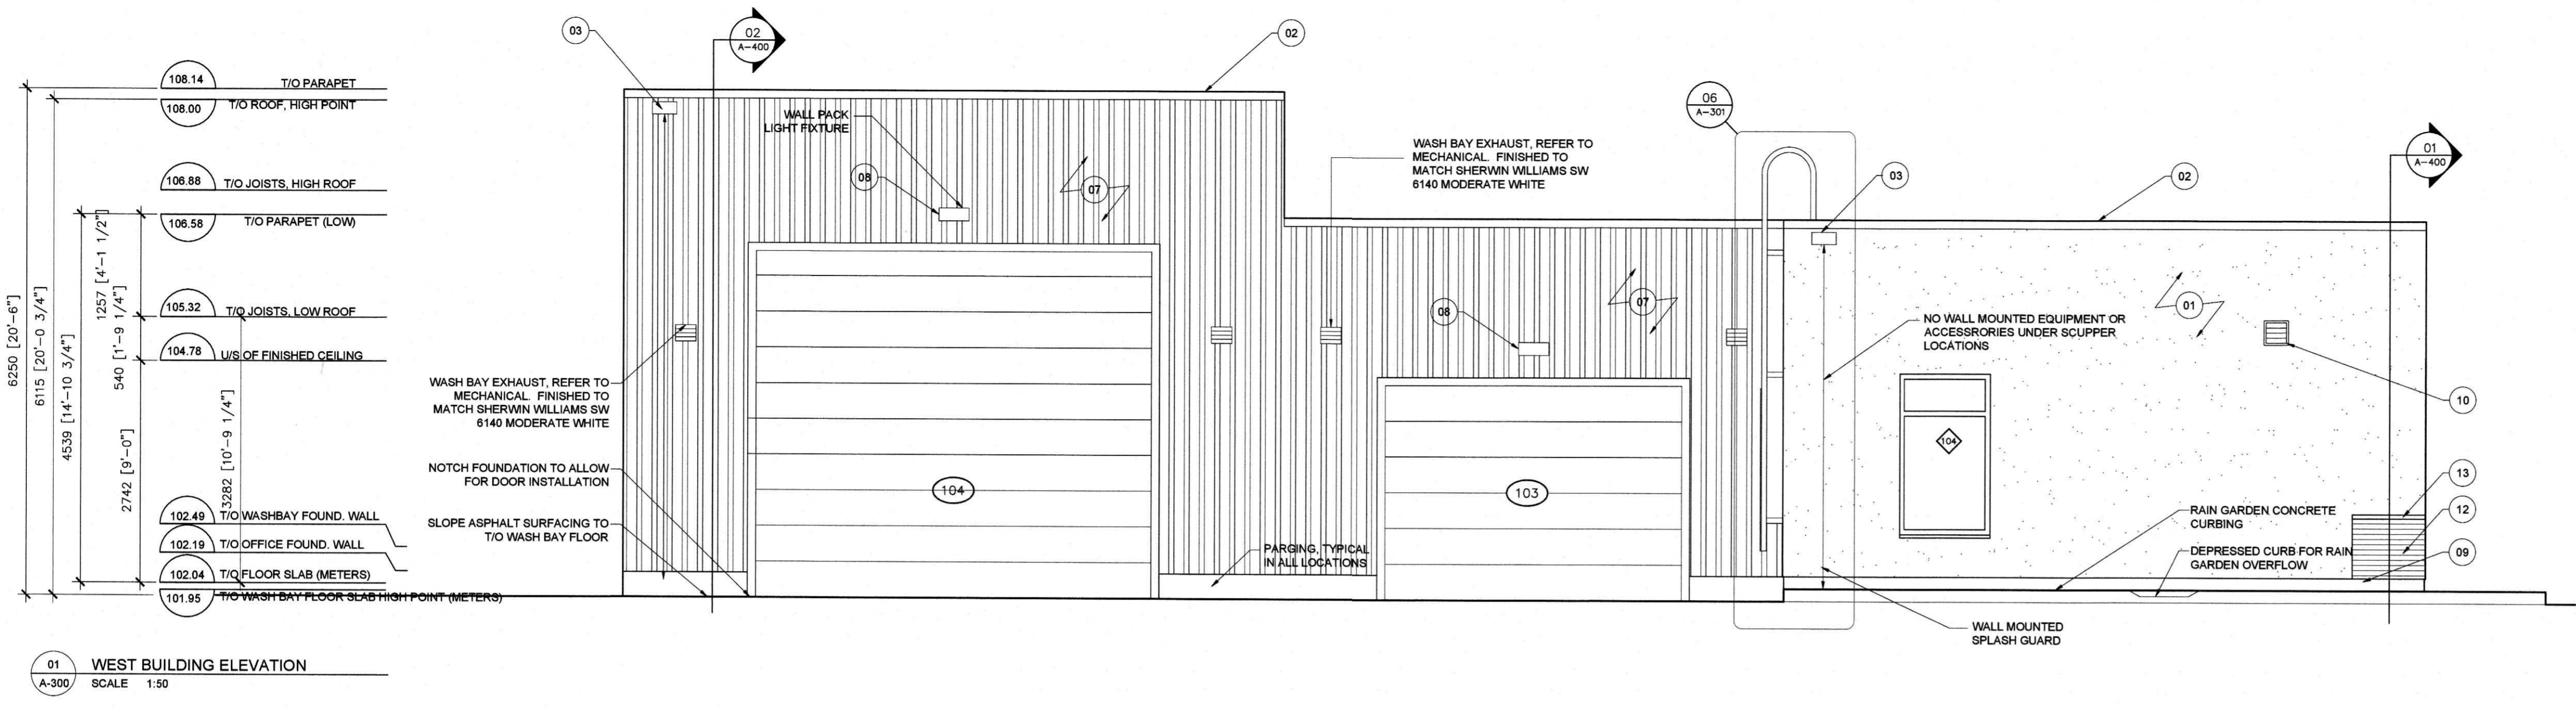 108.14 T/O PARAPET
108.00 T/O ROOF, HIGH POINT
106.88 T/O JOISTS, HIGH ROOF
106.58 T/O PARAPET (LOW)
105.32 T/O JOISTS, LOW ROOF
104.78 U/S OF FINISHED CEILING
102.49 T/O WASHBAY FOUND. WALL
102.19 T/O OFFICE FOUND. WALL
102.04 T/O FLOOR SLAB (METERS)
101.95 T/O WASH BAY FLOOR SLAB HIGH POINT (METERS)
6250 [20'-6"]
6115 [20'-0 3/4"]
4539 [14'-10 3/4"]
1257 [4'-1 1/2"]
540 [1'-9 1/4"]
2742 [9'-0"]
3282 [10'-9 1/4"]
03
02
A-400
02
WALL PACK
LIGHT FIXTURE
08
07
WASH BAY EXHAUST, REFER TO
MECHANICAL. FINISHED TO
MATCH SHERWIN WILLIAMS SW
6140 MODERATE WHITE
NOTCH FOUNDATION TO ALLOW
FOR DOOR INSTALLATION
SLOPE ASPHALT SURFACING TO
T/O WASH BAY FLOOR
104
WASH BAY EXHAUST, REFER TO
MECHANICAL. FINISHED TO
MATCH SHERWIN WILLIAMS SW
6140 MODERATE WHITE
08
07
103
PARGING, TYPICAL
IN ALL LOCATIONS
06
A-301
03
02
01
A-400
01
NO WALL MOUNTED EQUIPMENT OR
ACCESSRORIES UNDER SCUPPER
LOCATIONS
10
104
13
12
09
RAIN GARDEN CONCRETE
CURBING
DEPRESSED CURB FOR RAIN
GARDEN OVERFLOW
WALL MOUNTED
SPLASH GUARD
01 WEST BUILDING ELEVATION
A-300 SCALE 1:50